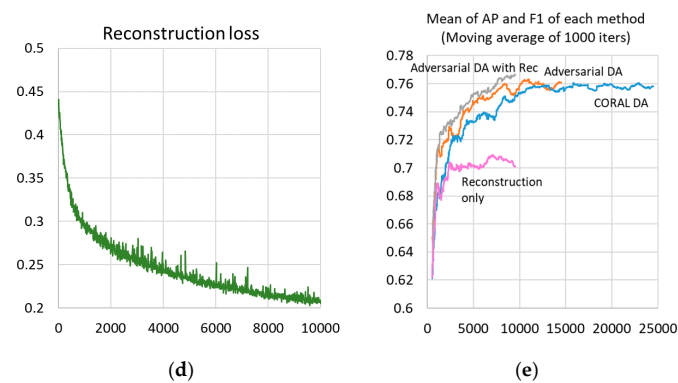 Reconstruction loss
0.5
0.45
0.4
0.35
0.3
0.25
0.2
0
2000
4000
6000
8000
10000
(d)
Mean of AP and F1 of each method
(Moving average of 1000 iters)
0.78
0.76
0.74
0.72
0.7
0.68
0.66
0.64
0.62
0.6
Adversarial DA with Rec
Adversarial DA
CORAL DA
Reconstruction
only
0
5000
10000
15000
20000
25000
(e)